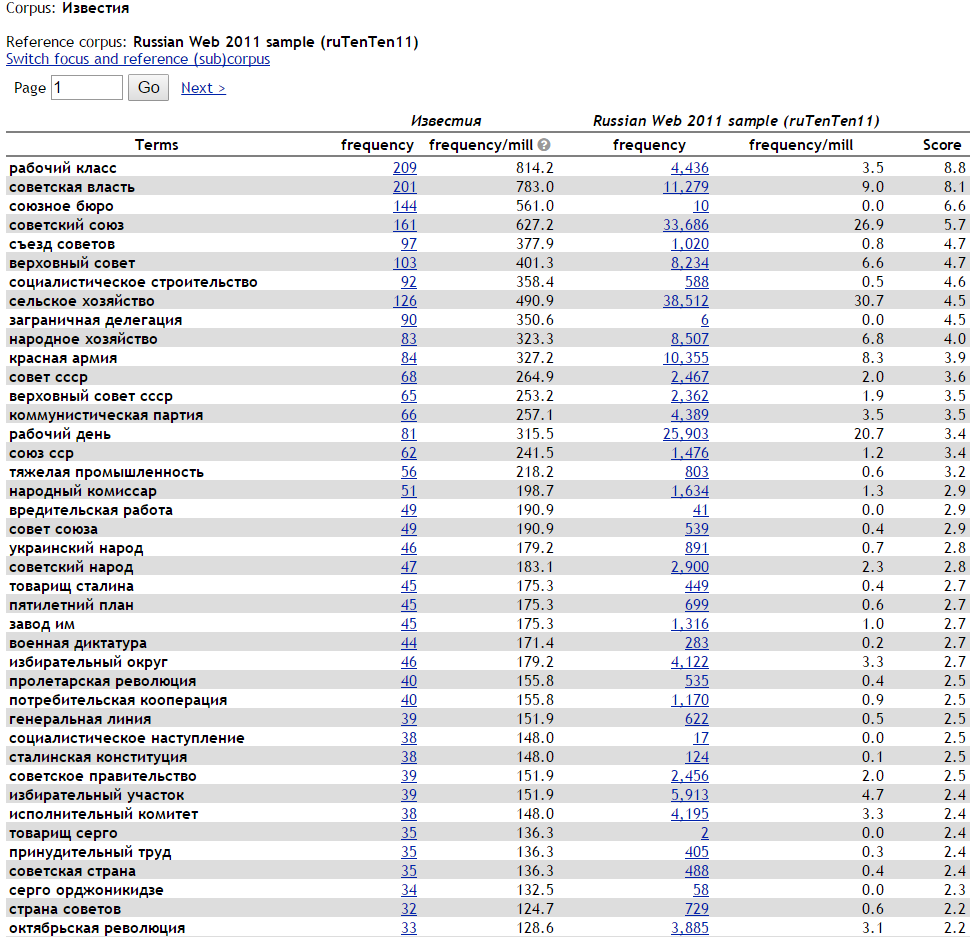 Corpus: Известия
Reference corpus: Russian Web 2011 sample (ruTenTen11)
Switch focus and reference (sub)corpus
Page 1 Go Next >
Известия Russian Web 2011 sample (ruTenTen11)
Terms frequency frequency/mill ? frequency frequency/mill Score
рабочий класс 209 814.2 4,436 3.5 8.8
советская власть 201 783.0 11,279 9.0 8.1
союзное бюро 144 561.0 10 0.0 6.6
советский союз 161 627.2 33,686 26.9 5.7
съезд советов 97 377.9 1,020 0.8 4.7
верховный совет 103 401.3 8,234 6.6 4.7
социалистическое строительство 92 358.4 588 0.5 4.6
сельское хозяйство 126 490.9 38,512 30.7 4.5
заграничная делегация 90 350.6 6 0.0 4.5
народное хозяйство 83 323.3 8,507 6.8 4.0
красная армия 84 327.2 10,355 8.3 3.9
совет ссср 68 264.9 2,467 2.0 3.6
верховный совет ссср 65 253.2 2,362 1.9 3.5
коммунистическая партия 66 257.1 4,389 3.5 3.5
рабочий день 81 315.5 25,903 20.7 3.4
союз сср 62 241.5 1,476 1.2 3.4
тяжелая промышленность 56 218.2 803 0.6 3.2
народный комиссар 51 198.7 1,634 1.3 2.9
вредительская работа 49 190.9 41 0.0 2.9
совет союза 49 190.9 539 0.4 2.9
украинский народ 46 179.2 891 0.7 2.8
советский народ 47 183.1 2,900 2.3 2.8
товарищ сталина 45 175.3 449 0.4 2.7
пятилетний план 45 175.3 699 0.6 2.7
завод им 45 175.3 1,316 1.0 2.7
военная диктатура 44 171.4 283 0.2 2.7
избирательный округ 46 179.2 4,122 3.3 2.7
пролетарская революция 40 155.8 535 0.4 2.5
потребительская кооперация 40 155.8 1,170 0.9 2.5
генеральная линия 39 151.9 622 0.5 2.5
социалистическое наступление 38 148.0 17 0.0 2.5
сталинская конституция 38 148.0 124 0.1 2.5
советское правительство 39 151.9 2,456 2.0 2.5
избирательный участок 39 151.9 5,913 4.7 2.4
исполнительный комитет 38 148.0 4,195 3.3 2.4
товарищ серго 35 136.3 2 0.0 2.4
принудительный труд 35 136.3 405 0.3 2.4
советская страна 35 136.3 488 0.4 2.4
серго орджоникидзе 34 132.5 58 0.0 2.3
страна советов 32 124.7 729 0.6 2.2
октябрьская революция 33 128.6 3,885 3.1 2.2